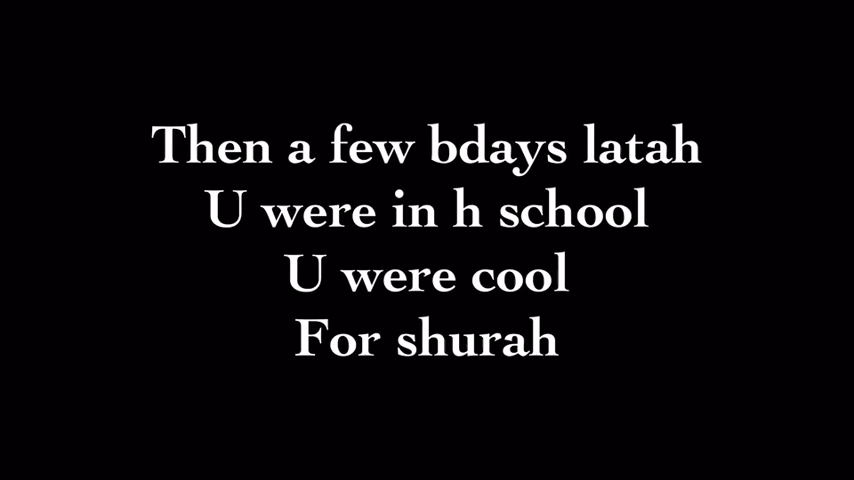 Then a few bdays latah
U were in h school
U were cool
For shurah